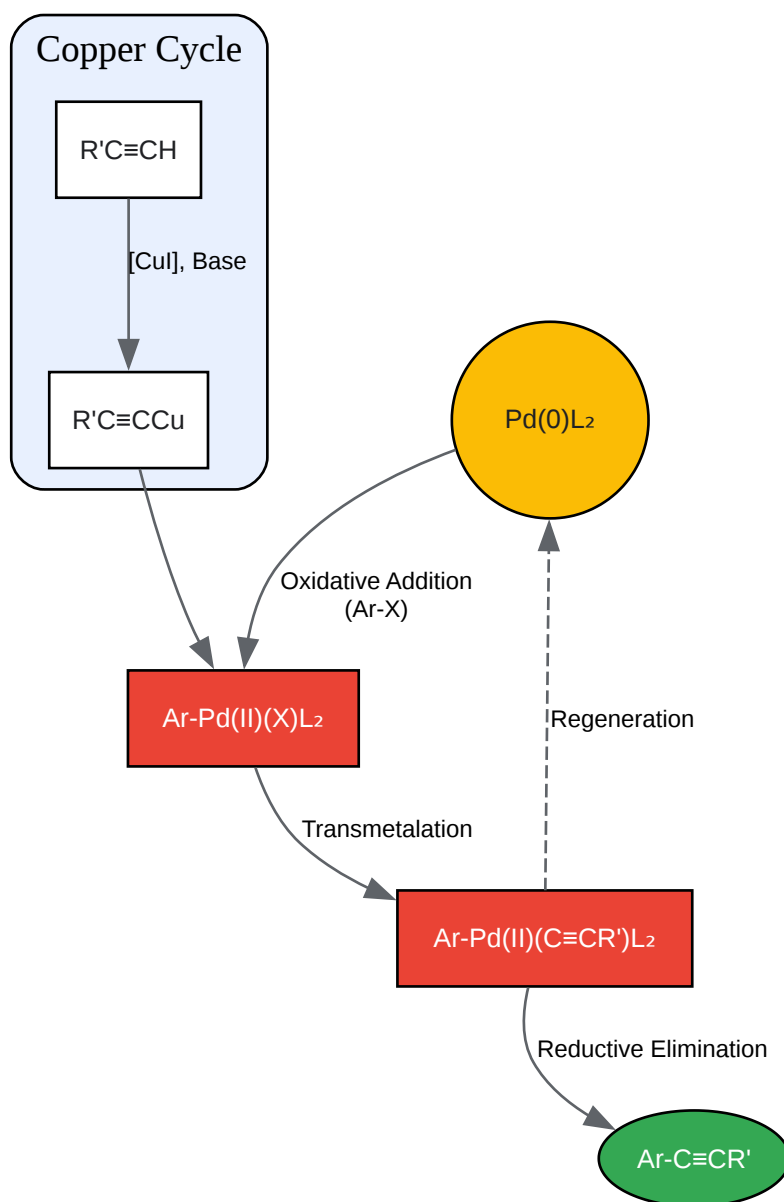 Copper Cycle
R'C≡CH
[CuI], Base
R'C≡CCu
Pd(0)L₂
Oxidative Addition
(Ar-X)
Ar-Pd(II)(X)L₂
Regeneration
Transmetalation
Ar-Pd(II)(C≡CR')L₂
Reductive Elimination
Ar-C≡CR'